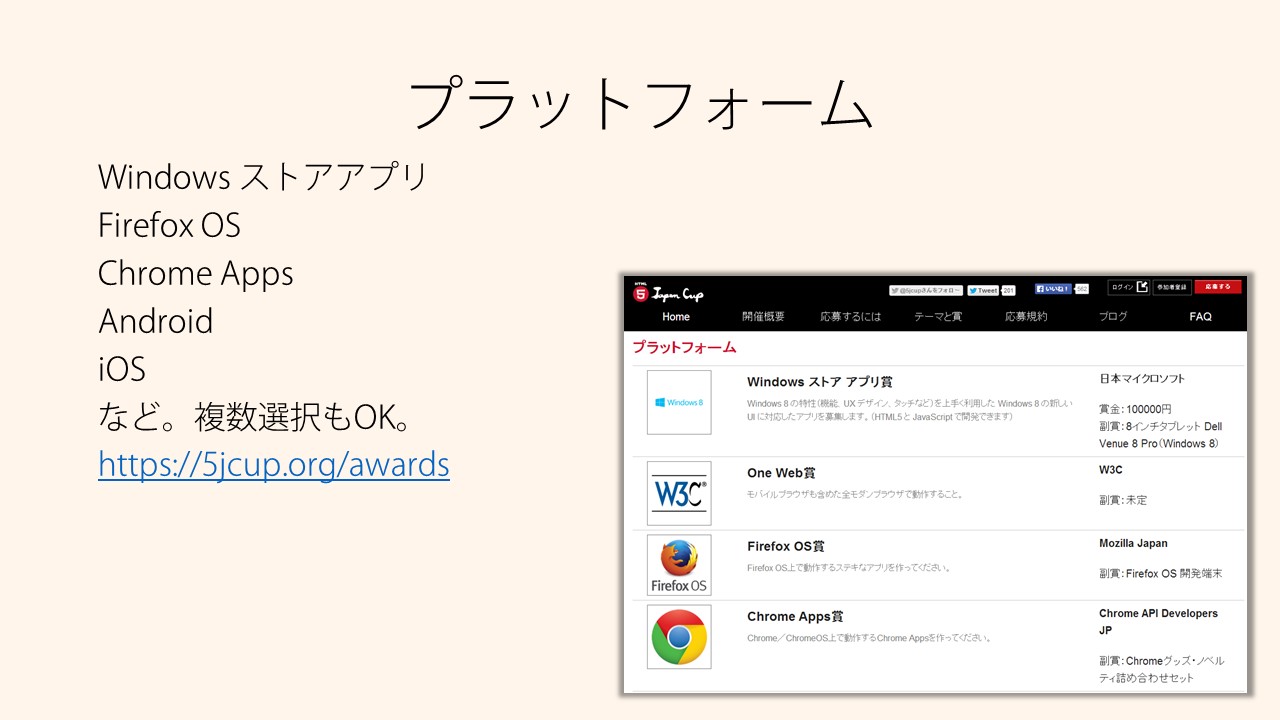 プラットフォーム
Windows ストアアプリ
Firefox OS
Chrome Apps
Android
iOS
など。複数選択もOK。
https://5jcup.org/awards
HTML
5 Japan Cup
@5jcupさんをフォロー
Tweet 201
いいね! 562
ログイン
参加者登録
応募する
Home 開催概要 応募するには テーマと賞 応募規約 ブログ FAQ
プラットフォーム
Windows 8
Windows ストア アプリ賞
Windows 8 の特性（機能、UX デザイン、タッチなど）を上手く利用した Windows 8 の新しい
UI に対応したアプリを募集します。（HTML5 と JavaScript で開発できます）
日本マイクロソフト
賞金：100000円
副賞：8インチタブレット Dell
Venue 8 Pro（Windows 8）
W3C®
One Web賞
モバイルブラウザも含めた全モダンブラウザで動作すること。
W3C
副賞：未定
Firefox OS
Firefox OS賞
Firefox OS上で動作するステキなアプリを作ってください。
Mozilla Japan
副賞：Firefox OS 開発端末
Chrome Apps賞
Chrome／ChromeOS上で動作するChrome Appsを作ってください。
Chrome API Developers
JP
副賞：Chromeグッズ・ノベル
ティ詰め合わせセット